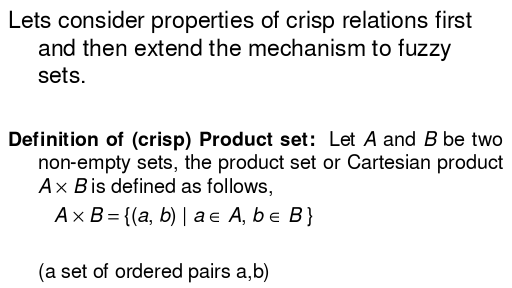 Lets consider properties of crisp relations first
and then extend the mechanism to fuzzy
sets.
Definition of (crisp) Product set: Let A and B be two
non-empty sets, the product set or Cartesian product
A × B is defined as follows,
A × B = {(a, b) | a ∈ A, b ∈ B}
(a set of ordered pairs a,b)